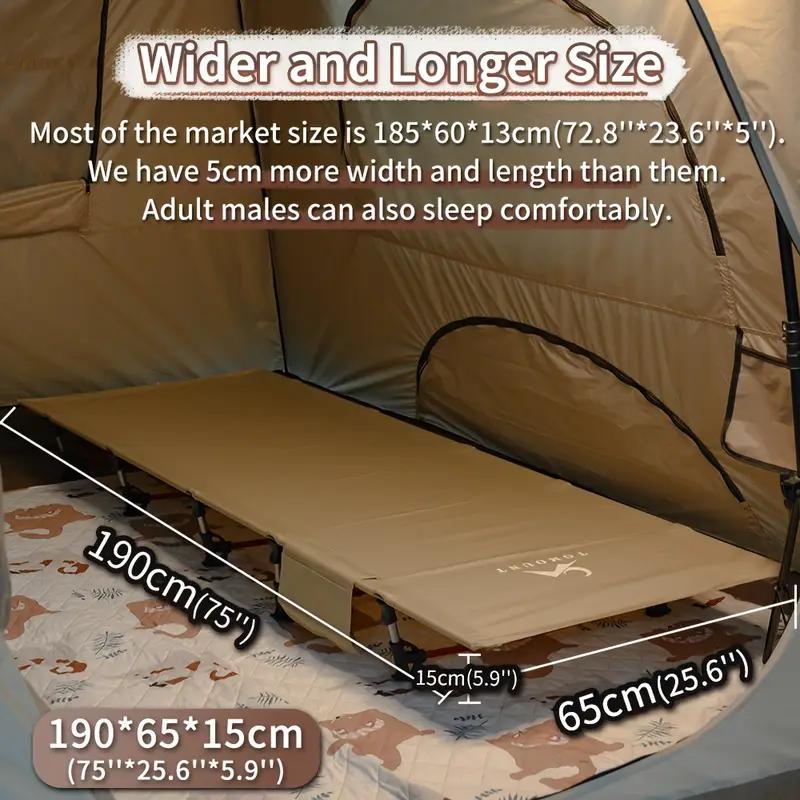 Wider and Longer Size
Most of the market size is 185*60*13cm(72.8''*23.6''*5'').
We have 5cm more width and length than them.
Adult males can also sleep comfortably.
TOMOUNT
190cm(75'')
15cm(5.9'')
65cm(25.6'')
190*65*15cm
(75''*25.6''*5.9'')